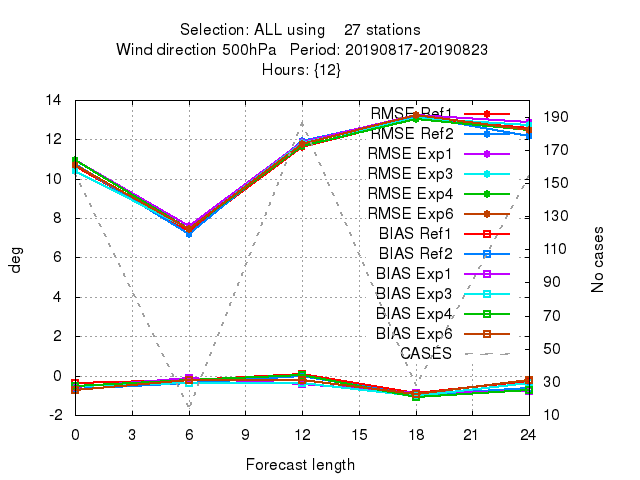 Selection: ALL using 27 stations
Wind direction 500hPa Period: 20190817-20190823
Hours: {12}
14
12
10
8
6
4
2
0
-2
deg
0
3
6
9
12
15
18
21
24
Forecast length
190
170
150
130
110
90
70
50
30
10
No cases
RMSE Ref1
RMSE Ref2
RMSE Exp1
RMSE Exp3
RMSE Exp4
RMSE Exp6
BIAS Ref1
BIAS Ref2
BIAS Exp1
BIAS Exp3
BIAS Exp4
BIAS Exp6
CASES